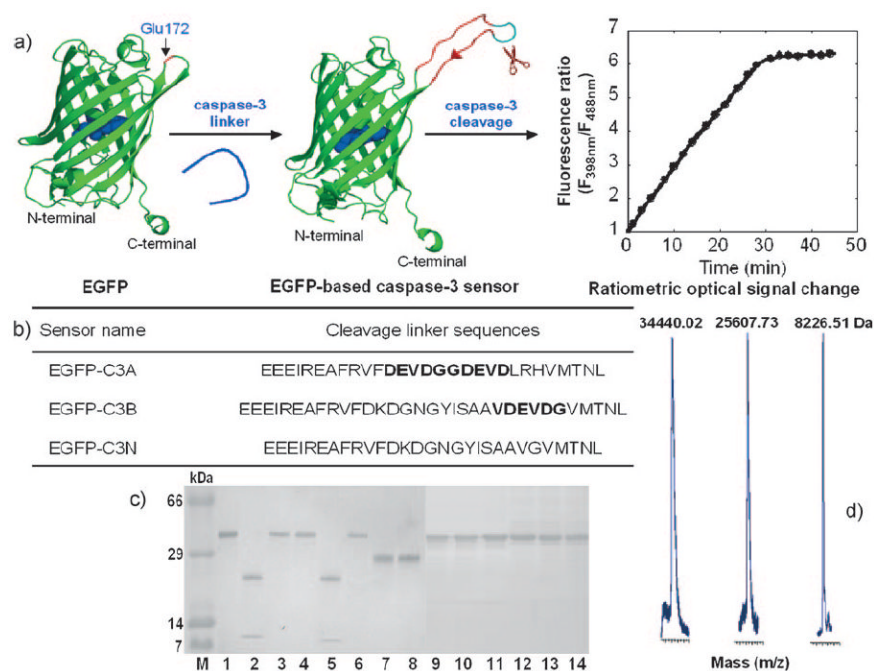 a)
Glu172
caspase-3
linker
caspase-3
cleavage
N-terminal
C-terminal
N-terminal
C-terminal
EGFP
EGFP-based caspase-3 sensor
Fluorescence ratio
(F398nm/F488nm)
7
6
5
4
3
2
1
0 10 20 30 40 50
Time (min)
Ratiometric optical signal change
b)
Sensor name Cleavage linker sequences
EGFP-C3A EEEIREAFRVFDEVDGGDEVDLRHVMTNL
EGFP-C3B EEEIREAFRVFDKDGNGYISAAVDEVDGVMTNL
EGFP-C3N EEEIREAFRVFDKDGNGYISAAVGVMTNL
c)
kDa
66
29
14
7
M 1 2 3 4 5 6 7 8 9 10 11 12 13 14
34440.02 25607.73 8226.51 Da
d)
Mass (m/z)